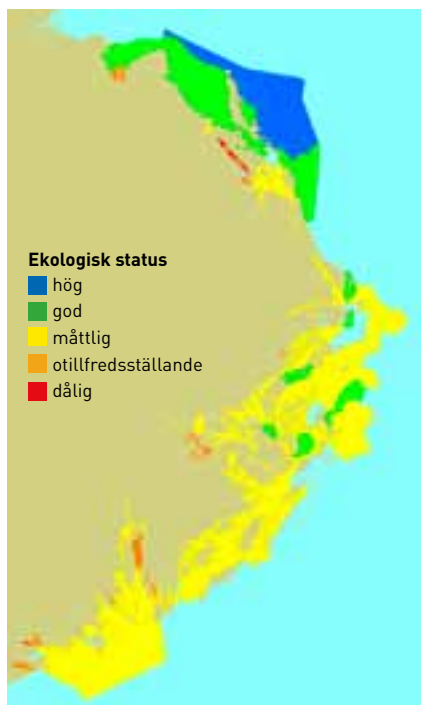 Ekologisk status
hög
god
måttlig
otillfredsställande
dålig